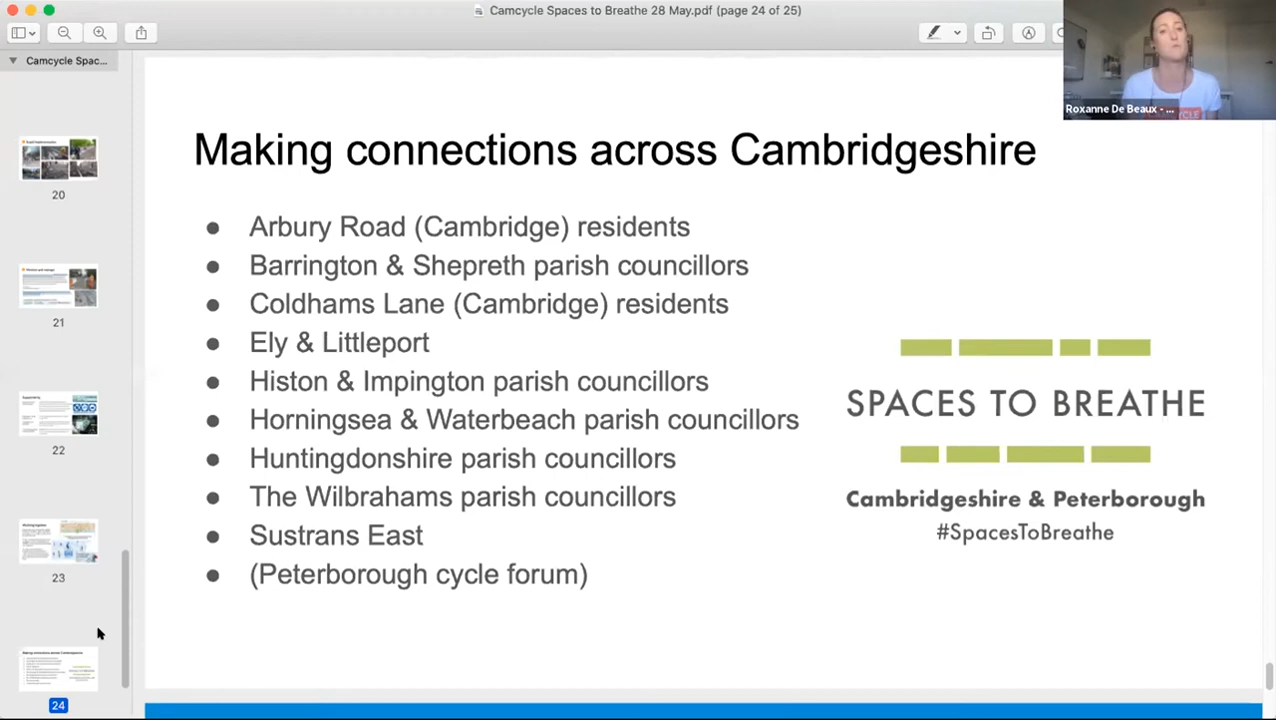 Camcycle Spaces to Breathe 28 May.pdf (page 24 of 25)
Camcycle Spac...
Roxanne De Beaux - ...
20
21
22
23
24
Making connections across Cambridgeshire
Arbury Road (Cambridge) residents
Barrington & Shepreth parish councillors
Coldhams Lane (Cambridge) residents
Ely & Littleport
Histon & Impington parish councillors
Horningsea & Waterbeach parish councillors
Huntingdonshire parish councillors
The Wilbrahams parish councillors
Sustrans East
(Peterborough cycle forum)
SPACES TO BREATHE
Cambridgeshire & Peterborough
#SpacesToBreathe